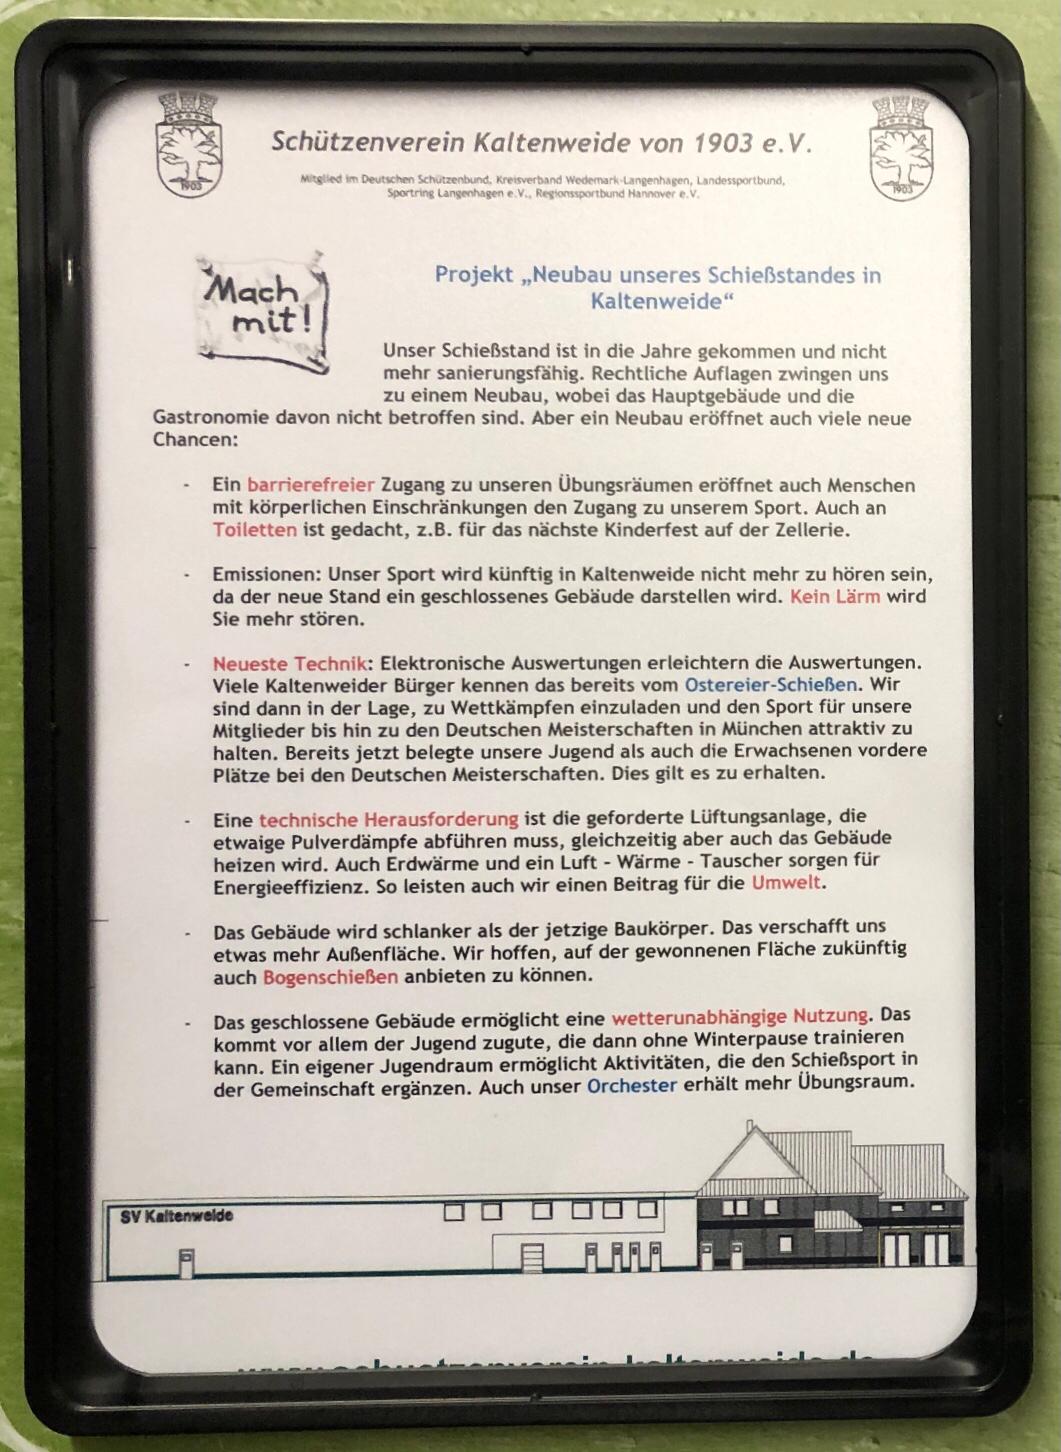 Schützenverein Kaltenweide von 1903 e.V.
Mitglied im Deutschen Schützenbund, Kreisverband Wedemark-Langenhagen, Landessportbund,
Sportring Langenhagen e.V., Regionssportbund Hannover e.V.
1903
1903
Mach
mit!
Projekt „Neubau unseres Schießstandes in
Kaltenweide“
Unser Schießstand ist in die Jahre gekommen und nicht
mehr sanierungsfähig. Rechtliche Auflagen zwingen uns
zu einem Neubau, wobei das Hauptgebäude und die
Gastronomie davon nicht betroffen sind. Aber ein Neubau eröffnet auch viele neue
Chancen:
- Ein barrierefreier Zugang zu unseren Übungsräumen eröffnet auch Menschen
mit körperlichen Einschränkungen den Zugang zu unserem Sport. Auch an
Toiletten ist gedacht, z.B. für das nächste Kinderfest auf der Zellerie.
- Emissionen: Unser Sport wird künftig in Kaltenweide nicht mehr zu hören sein,
da der neue Stand ein geschlossenes Gebäude darstellen wird. Kein Lärm wird
Sie mehr stören.
- Neueste Technik: Elektronische Auswertungen erleichtern die Auswertungen.
Viele Kaltenweider Bürger kennen das bereits vom Ostereier-Schießen. Wir
sind dann in der Lage, zu Wettkämpfen einzuladen und den Sport für unsere
Mitglieder bis hin zu den Deutschen Meisterschaften in München attraktiv zu
halten. Bereits jetzt belegte unsere Jugend als auch die Erwachsenen vordere
Plätze bei den Deutschen Meisterschaften. Dies gilt es zu erhalten.
- Eine technische Herausforderung ist die geforderte Lüftungsanlage, die
etwaige Pulverdämpfe abführen muss, gleichzeitig aber auch das Gebäude
heizen wird. Auch Erdwärme und ein Luft - Wärme - Tauscher sorgen für
Energieeffizienz. So leisten auch wir einen Beitrag für die Umwelt.
- Das Gebäude wird schlanker als der jetzige Baukörper. Das verschafft uns
etwas mehr Außenfläche. Wir hoffen, auf der gewonnenen Fläche zukünftig
auch Bogenschießen anbieten zu können.
- Das geschlossene Gebäude ermöglicht eine wetterunabhängige Nutzung. Das
kommt vor allem der Jugend zugute, die dann ohne Winterpause trainieren
kann. Ein eigener Jugendraum ermöglicht Aktivitäten, die den Schießsport in
der Gemeinschaft ergänzen. Auch unser Orchester erhält mehr Übungsraum.
SV Kaltenweide
www.schuetzenverein-kaltenweide.de